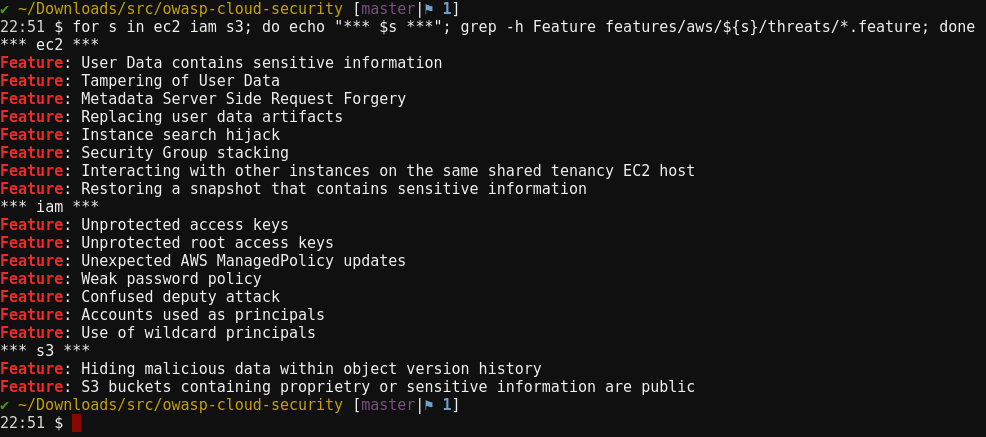 ✔ ~/Downloads/src/owasp-cloud-security [master|⚑ 1]
22:51 $ for s in ec2 iam s3; do echo "*** $s ***"; grep -h Feature features/aws/${s}/threats/*.feature; done
*** ec2 ***
Feature: User Data contains sensitive information
Feature: Tampering of User Data
Feature: Metadata Server Side Request Forgery
Feature: Replacing user data artifacts
Feature: Instance search hijack
Feature: Security Group stacking
Feature: Interacting with other instances on the same shared tenancy EC2 host
Feature: Restoring a snapshot that contains sensitive information
*** iam ***
Feature: Unprotected access keys
Feature: Unprotected root access keys
Feature: Unexpected AWS ManagedPolicy updates
Feature: Weak password policy
Feature: Confused deputy attack
Feature: Accounts used as principals
Feature: Use of wildcard principals
*** s3 ***
Feature: Hiding malicious data within object version history
Feature: S3 buckets containing proprietry or sensitive information are public
✔ ~/Downloads/src/owasp-cloud-security [master|⚑ 1]
22:51 $